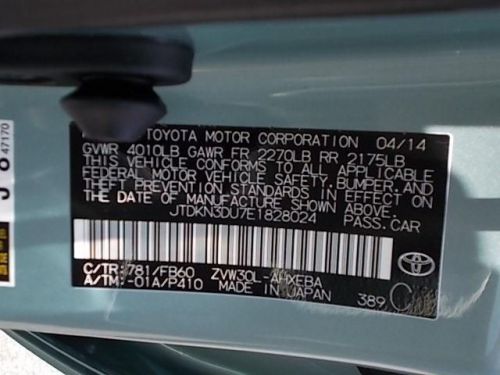 TOYOTA MOTOR CORPORATION 04/14
GVWR 4010LB GAWR FR 2270LB RR 2175LB
THIS VEHICLE CONFORMS TO ALL APPLICABLE
FEDERAL MOTOR VEHICLE SAFETY, BUMPER, AND
THEFT PREVENTION STANDARDS IN EFFECT ON
THE DATE OF MANUFACTURE SHOWN ABOVE.
JTDKN3DU7E1828024 PASS.CAR
C/TR: 781/FB60 ZVW30L-AHXEBA
A/TM: -01A/P410 MADE IN JAPAN 389
47170